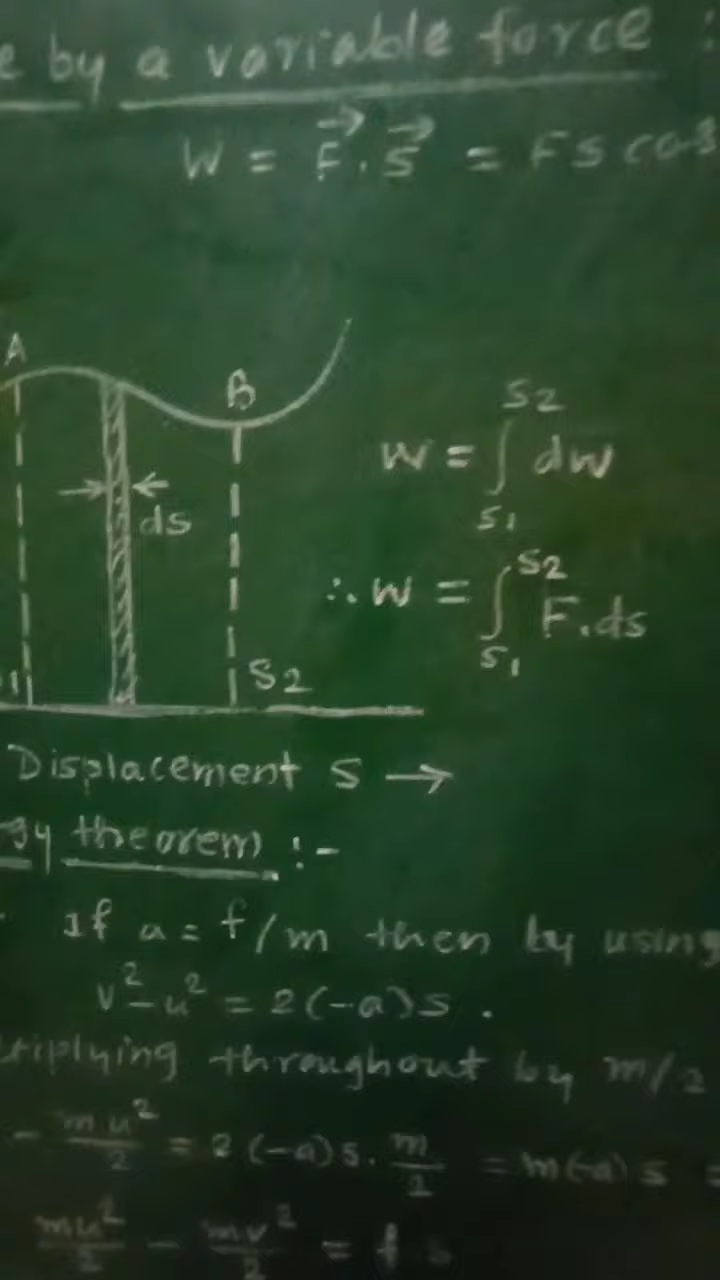 e by a variable force :
W = F⃗ . S⃗ = F s cos
A
B
S2
W = ∫ dw
S1
ds
S2
∴ W = ∫ F.ds
S1
1
S2
Displacement S →
gy theorem :-
If a = f/m then by using
v² - u² = 2(-a)s .
tiplying throughout by m/2
- mu²/2 = 2(-a)s . m/2 = m(-a) s =
mu²/2 - mv²/2 = f s